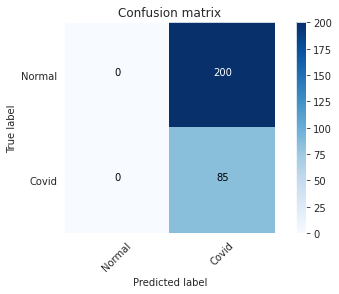 Confusion matrix
True label
Normal
0 200
Covid
0 85
Normal Covid
Predicted label
200
175
150
125
100
75
50
25
0